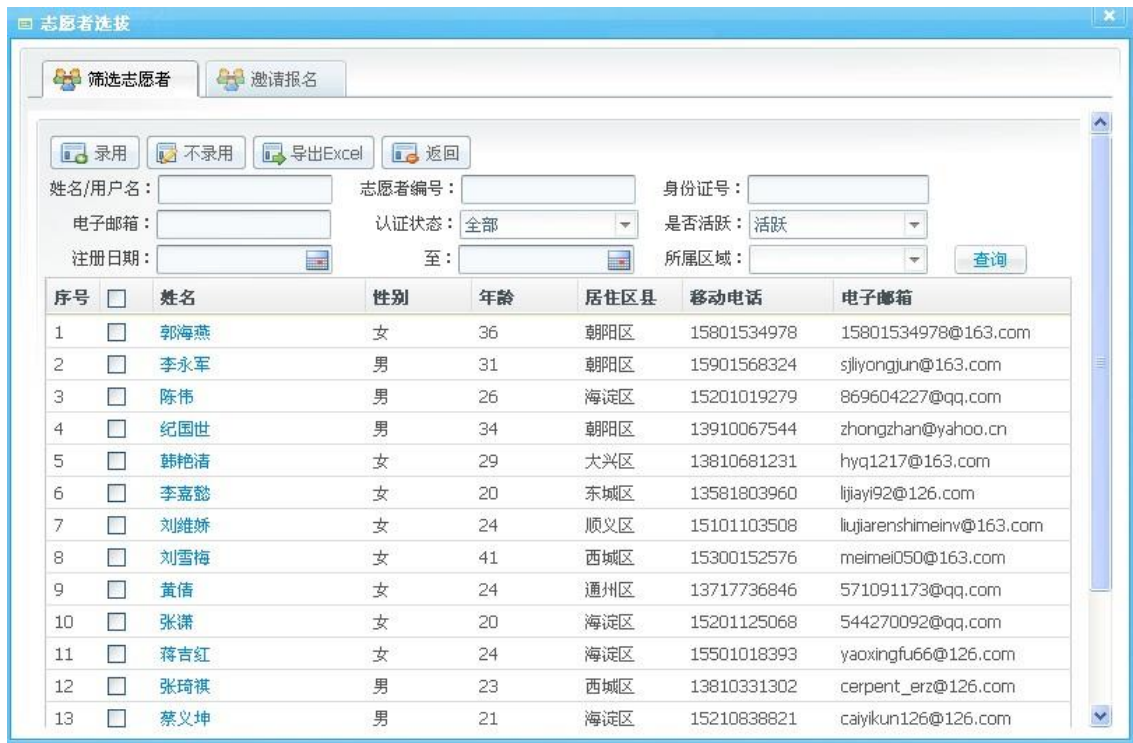 志愿者选拔
筛选志愿者 邀请报名
录用 不录用 导出Excel 返回
姓名/用户名： 志愿者编号： 身份证号：
电子邮箱： 认证状态： 全部 是否活跃： 活跃
注册日期： 至： 所属区域： 查询
序号 姓名 性别 年龄 居住区县 移动电话 电子邮箱
1 郭海燕 女 36 朝阳区 15801534978 15801534978@163.com
2 李永军 男 31 朝阳区 15901568324 sjliyongjun@163.com
3 陈伟 男 26 海淀区 15201019279 869604227@qq.com
4 纪国世 男 34 朝阳区 13910067544 zhongzhan@yahoo.cn
5 韩艳清 女 29 大兴区 13810681231 hyq1217@163.com
6 李嘉懿 女 20 东城区 13581803960 lijiayi92@126.com
7 刘维娇 女 24 顺义区 15101103508 liujiarenshimeinv@163.com
8 刘雪梅 女 41 西城区 15300152576 meimei050@163.com
9 黄倩 女 24 通州区 13717736846 571091173@qq.com
10 张潇 女 20 海淀区 15201125068 544270092@qq.com
11 蒋吉红 女 24 海淀区 15501018393 yaoxingfu66@126.com
12 张琦祺 男 23 西城区 13810331302 cerpent_erz@126.com
13 蔡义坤 男 21 海淀区 15210838821 caiyikun126@126.com